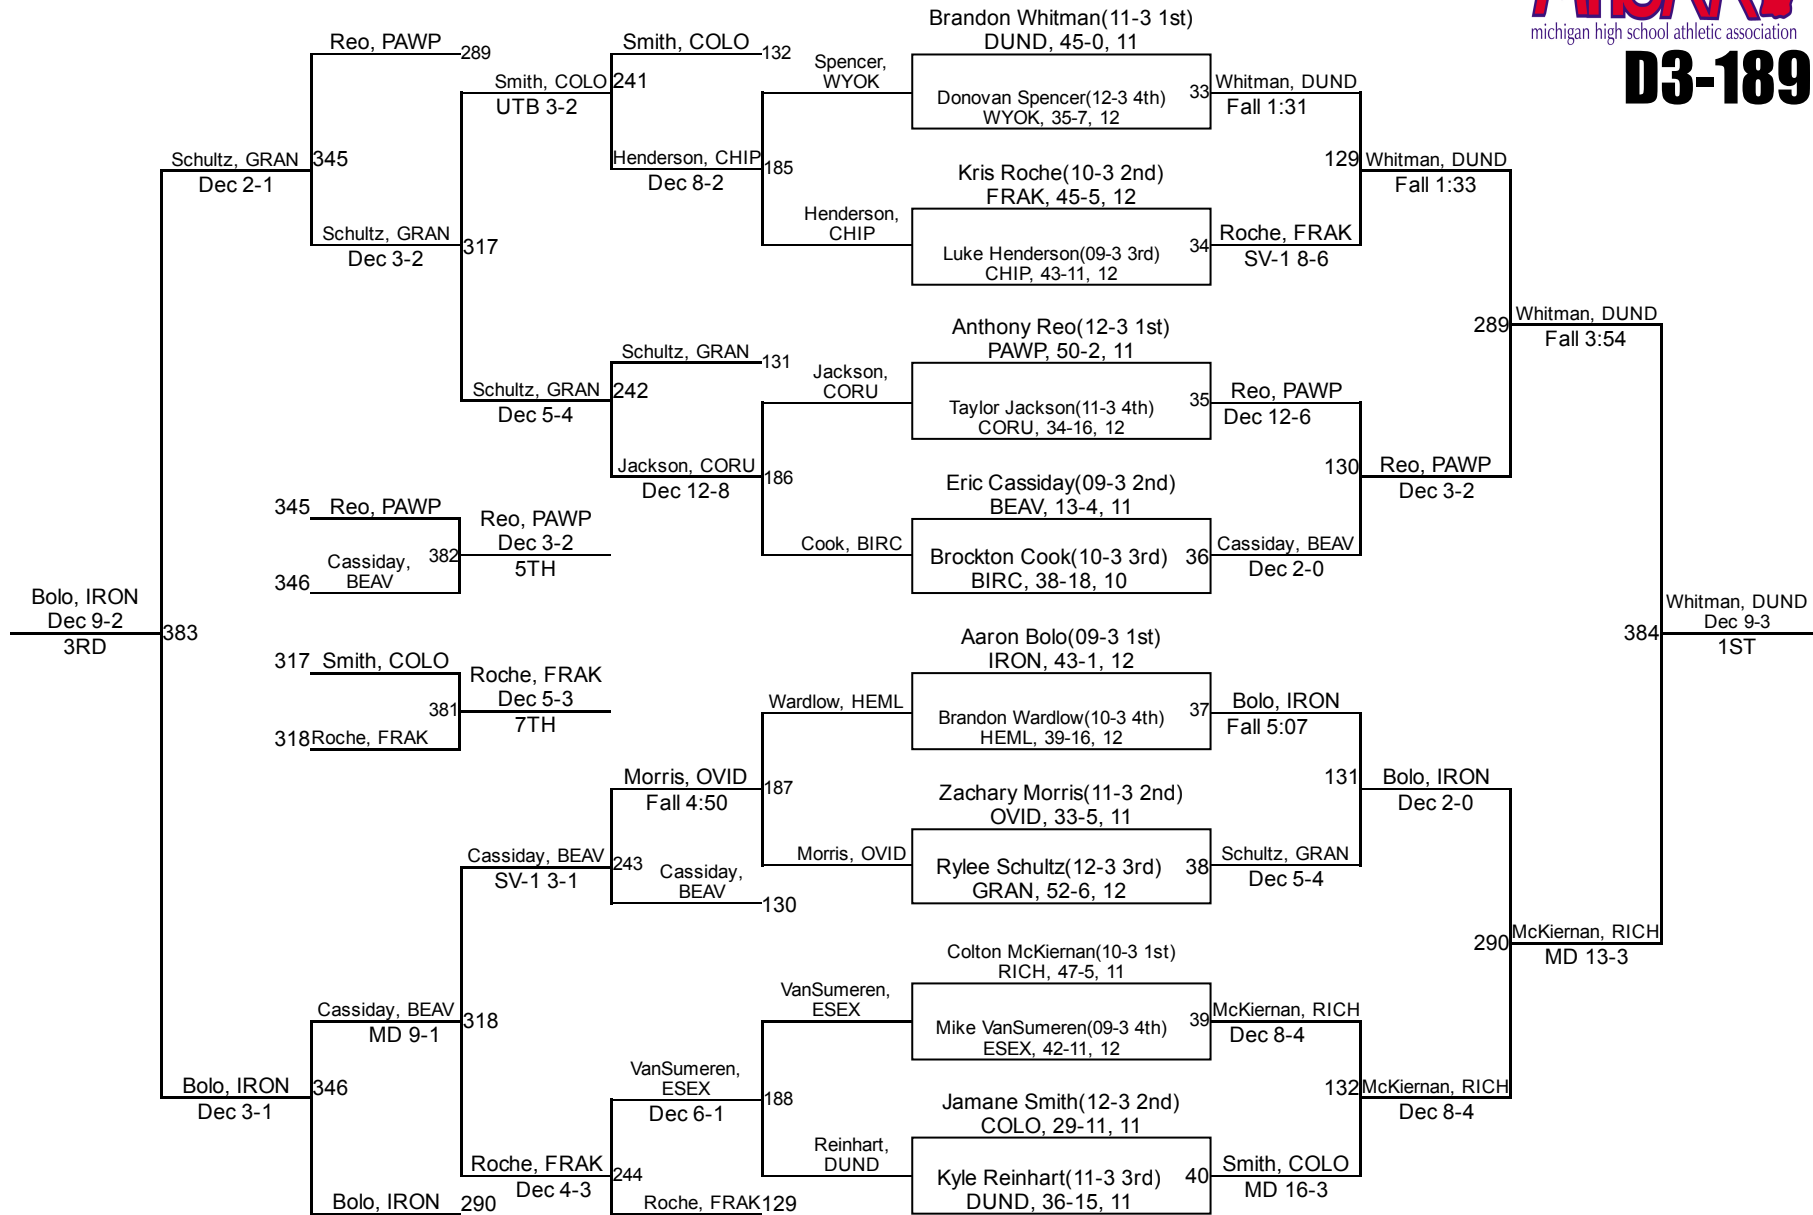 michigan high school athletic association
D3-189
Reo, PAWP
289
Smith, COLO
UTB 3-2
241
Smith, COLO
132
Schultz, GRAN
Dec 2-1
345
Henderson, CHIP
Dec 8-2
185
Schultz, GRAN
Dec 3-2
317
Schultz, GRAN
131
Schultz, GRAN
Dec 5-4
242
Jackson, CORU
Dec 12-8
186
Spencer,
WYOK
Henderson,
CHIP
Jackson,
CORU
Cook, BIRC
Brandon Whitman(11-3 1st)
DUND, 45-0, 11
Donovan Spencer(12-3 4th)
WYOK, 35-7, 12
33
Whitman, DUND
Fall 1:31
Kris Roche(10-3 2nd)
FRAK, 45-5, 12
Luke Henderson(09-3 3rd)
CHIP, 43-11, 12
34
Roche, FRAK
SV-1 8-6
129
Whitman, DUND
Fall 1:33
Anthony Reo(12-3 1st)
PAWP, 50-2, 11
Taylor Jackson(11-3 4th)
CORU, 34-16, 12
35
Reo, PAWP
Dec 12-6
Eric Cassiday(09-3 2nd)
BEAV, 13-4, 11
Brockton Cook(10-3 3rd)
BIRC, 38-18, 10
36
Cassiday, BEAV
Dec 2-0
130
Reo, PAWP
Dec 3-2
289
Whitman, DUND
Fall 3:54
345
Reo, PAWP
346
Cassiday,
BEAV
382
Reo, PAWP
Dec 3-2
5TH
Bolo, IRON
Dec 9-2
3RD
383
317
Smith, COLO
318
Roche, FRAK
381
Roche, FRAK
Dec 5-3
7TH
384
Whitman, DUND
Dec 9-3
1ST
Wardlow, HEML
Morris, OVID
Morris, OVID
Fall 4:50
187
Cassiday, BEAV
SV-1 3-1
243
Cassiday,
BEAV
130
Cassiday, BEAV
MD 9-1
318
Bolo, IRON
Dec 3-1
346
VanSumeren,
ESEX
Dec 6-1
188
VanSumeren,
ESEX
Reinhart,
DUND
Roche, FRAK
Dec 4-3
244
Roche, FRAK
129
Bolo, IRON
290
Aaron Bolo(09-3 1st)
IRON, 43-1, 12
Brandon Wardlow(10-3 4th)
HEML, 39-16, 12
37
Bolo, IRON
Fall 5:07
Zachary Morris(11-3 2nd)
OVID, 33-5, 11
Rylee Schultz(12-3 3rd)
GRAN, 52-6, 12
38
Schultz, GRAN
Dec 5-4
131
Bolo, IRON
Dec 2-0
Colton McKiernan(10-3 1st)
RICH, 47-5, 11
Mike VanSumeren(09-3 4th)
ESEX, 42-11, 12
39
McKiernan, RICH
Dec 8-4
Jamane Smith(12-3 2nd)
COLO, 29-11, 11
Kyle Reinhart(11-3 3rd)
DUND, 36-15, 11
40
Smith, COLO
MD 16-3
132
McKiernan, RICH
Dec 8-4
290
McKiernan, RICH
MD 13-3